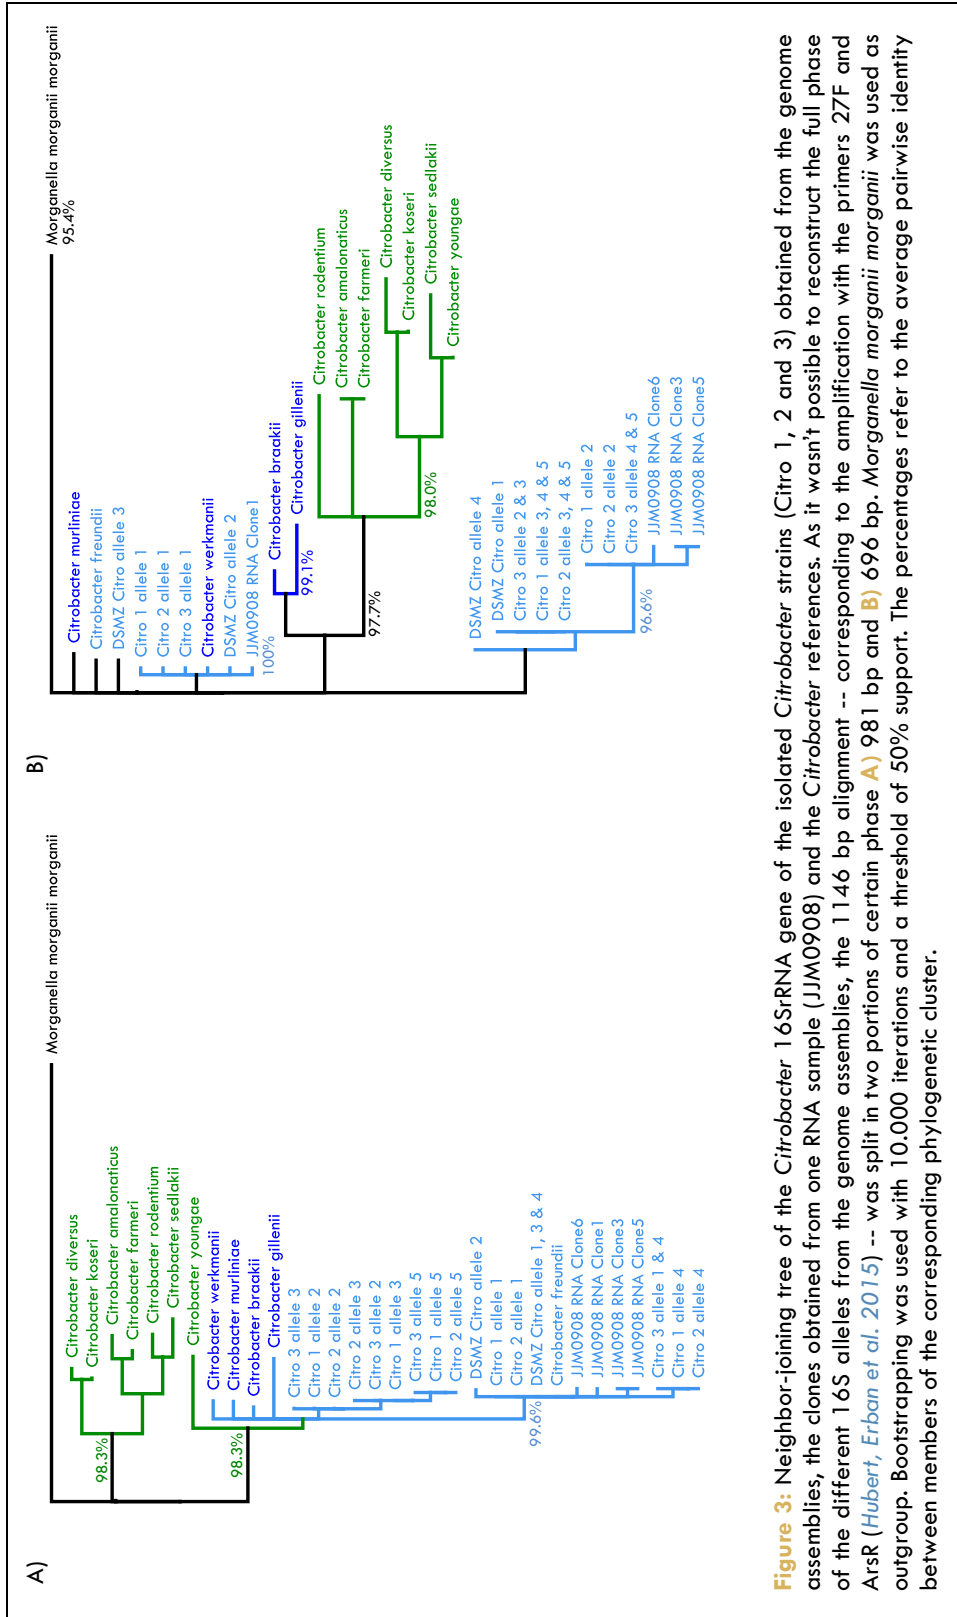 A)
Morganella morganii morganii
Citrobacter diversus
Citrobacter koseri
98.3%
Citrobacter amalonaticus
Citrobacter farmeri
Citrobacter rodentium
Citrobacter sedlakii
Citrobacter youngae
98.3%
Citrobacter werkmanii
Citrobacter murliniae
Citrobacter braakii
Citrobacter gillenii
Citro 3 allele 3
Citro 1 allele 2
Citro 2 allele 2
Citro 2 allele 3
Citro 3 allele 2
Citro 1 allele 3
Citro 3 allele 5
Citro 1 allele 5
Citro 2 allele 5
DSMZ Citro allele 2
Citro 1 allele 1
Citro 2 allele 1
99.6%
DSMZ Citro allele 1, 3 & 4
Citrobacter freundii
JJM0908 RNA Clone6
JJM0908 RNA Clone1
JJM0908 RNA Clone3
JJM0908 RNA Clone5
Citro 3 allele 1 & 4
Citro 1 allele 4
Citro 2 allele 4
B)
Morganella morganii morganii
95.4%
Citrobacter murliniae
Citrobacter freundii
DSMZ Citro allele 3
Citro 1 allele 1
Citro 2 allele 1
Citro 3 allele 1
Citrobacter werkmanii
DSMZ Citro allele 2
JJM0908 RNA Clone1
100%
Citrobacter braakii
Citrobacter gillenii
99.1%
Citrobacter rodentium
Citrobacter amalonaticus
Citrobacter farmeri
97.7%
Citrobacter diversus
Citrobacter koseri
Citrobacter sedlakii
98.0%
Citrobacter youngae
DSMZ Citro allele 4
DSMZ Citro allele 1
Citro 3 allele 2 & 3
Citro 1 allele 3, 4 & 5
Citro 2 allele 3, 4 & 5
Citro 1 allele 2
Citro 2 allele 2
Citro 3 allele 4 & 5
96.6%
JJM0908 RNA Clone6
JJM0908 RNA Clone3
JJM0908 RNA Clone5
Figure 3: Neighbor-joining tree of the Citrobacter 16SrRNA gene of the isolated Citrobacter strains (Citro 1, 2 and 3) obtained from the genome
assemblies, the clones obtained from one RNA sample (JJM0908) and the Citrobacter references. As it wasn't possible to reconstruct the full phase
of the different 16S alleles from the genome assemblies, the 1146 bp alignment -- corresponding to the amplification with the primers 27F and
ArsR (Hubert, Erban et al. 2015) -- was split in two portions of certain phase A) 981 bp and B) 696 bp. Morganella morganii morganii was used as
outgroup. Bootstrapping was used with 10.000 iterations and a threshold of 50% support. The percentages refer to the average pairwise identity
between members of the corresponding phylogenetic cluster.